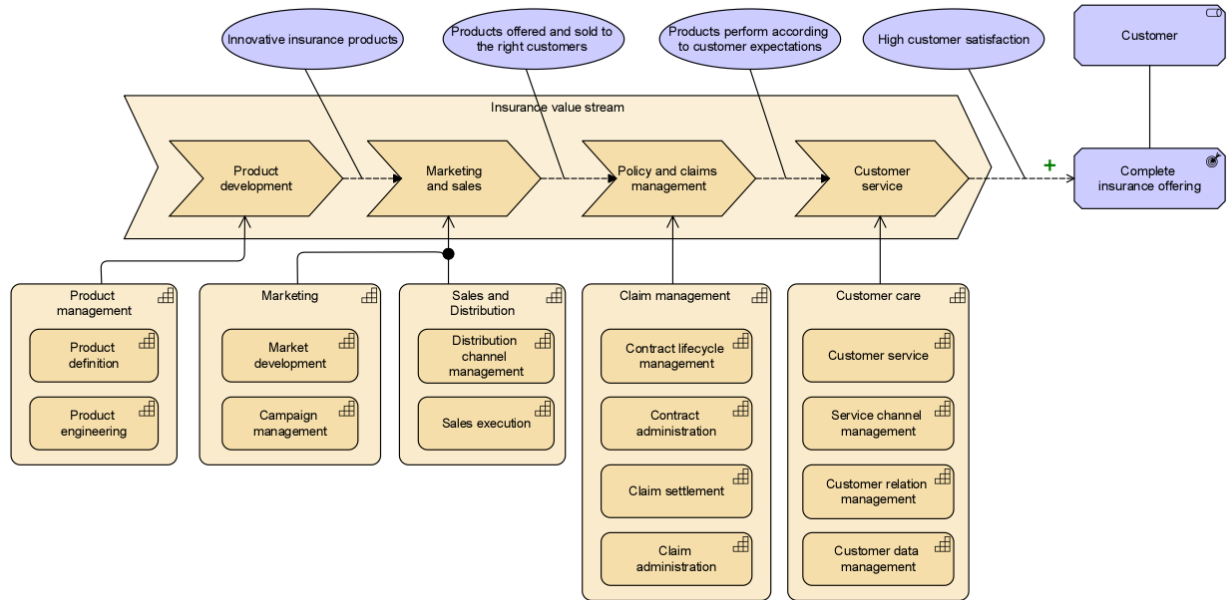 Innovative insurance products
Products offered and sold to
the right customers
Products perform according
to customer expectations
High customer satisfaction
Customer
Insurance value stream
Product
development
Marketing
and sales
Policy and claims
management
Customer
service
Complete
insurance offering
Product
management
Product
definition
Product
engineering
Marketing
Market
development
Campaign
management
Sales and
Distribution
Distribution
channel
management
Sales execution
Claim management
Contract lifecycle
management
Contract
administration
Claim settlement
Claim
administration
Customer care
Customer service
Service channel
management
Customer relation
management
Customer data
management